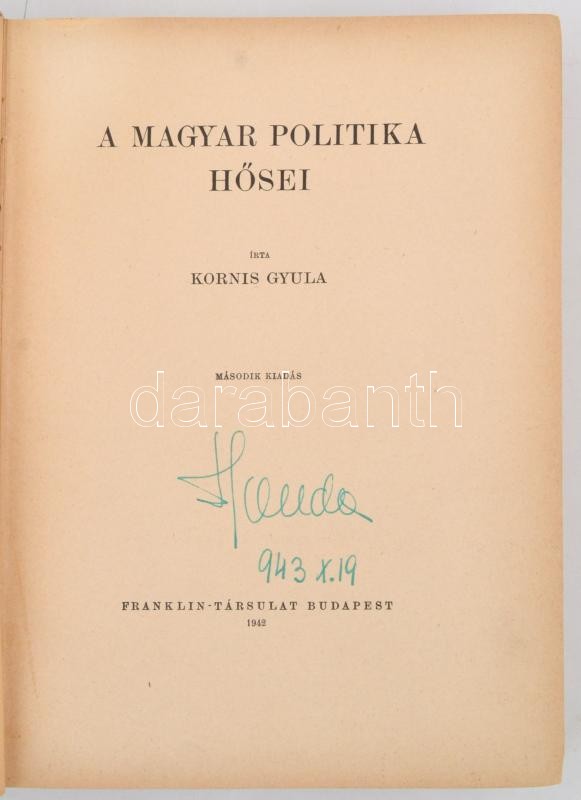 A MAGYAR POLITIKA
HŐSEI
ÍRTA
KORNIS GYULA
MÁSODIK KIADÁS
darabanth
943 X.19
FRANKLIN-TÁRSULAT BUDAPEST
1942